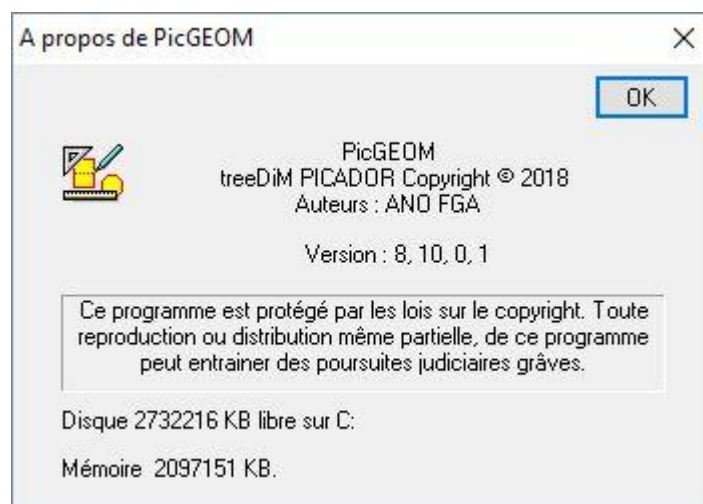 A propos de PicGEOM
OK
PicGEOM
treeDiM PICADOR Copyright © 2018
Auteurs : ANO FGA
Version : 8, 10, 0, 1
Ce programme est protégé par les lois sur le copyright. Toute
reproduction ou distribution même partielle, de ce programme
peut entrainer des poursuites judiciaires grâves.
Disque 2732216 KB libre sur C:
Mémoire 2097151 KB.